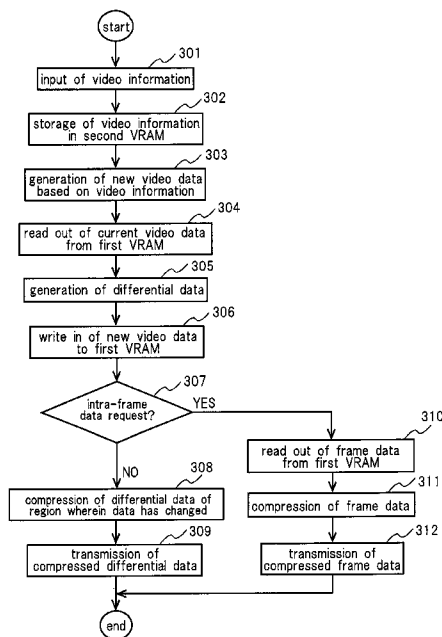 start
301
input of video information
302
storage of video information
in second VRAM
303
generation of new video data
based on video information
304
read out of current video data
from first VRAM
305
generation of differential data
306
write in of new video data
to first VRAM
307
intra-frame
data request?
YES
NO
308
compression of differential data of
region wherein data has changed
309
transmission of
compressed differential data
310
read out of frame data
from first VRAM
311
compression of frame data
312
transmission of
compressed frame data
end